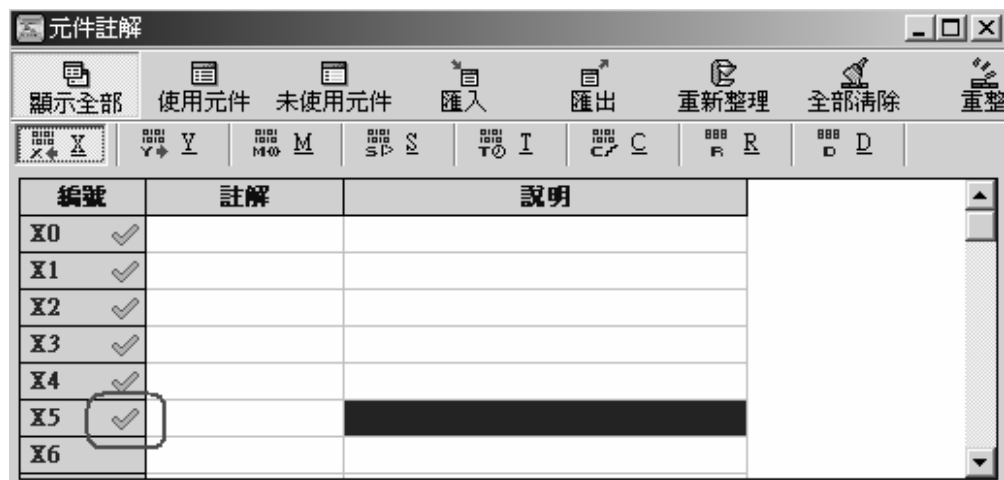 元件註解
顯示全部 使用元件 未使用元件 匯入 匯出 重新整理 全部清除 重整
X Y M S T C R D
編號 註解 說明
X0
X1
X2
X3
X4
X5
X6